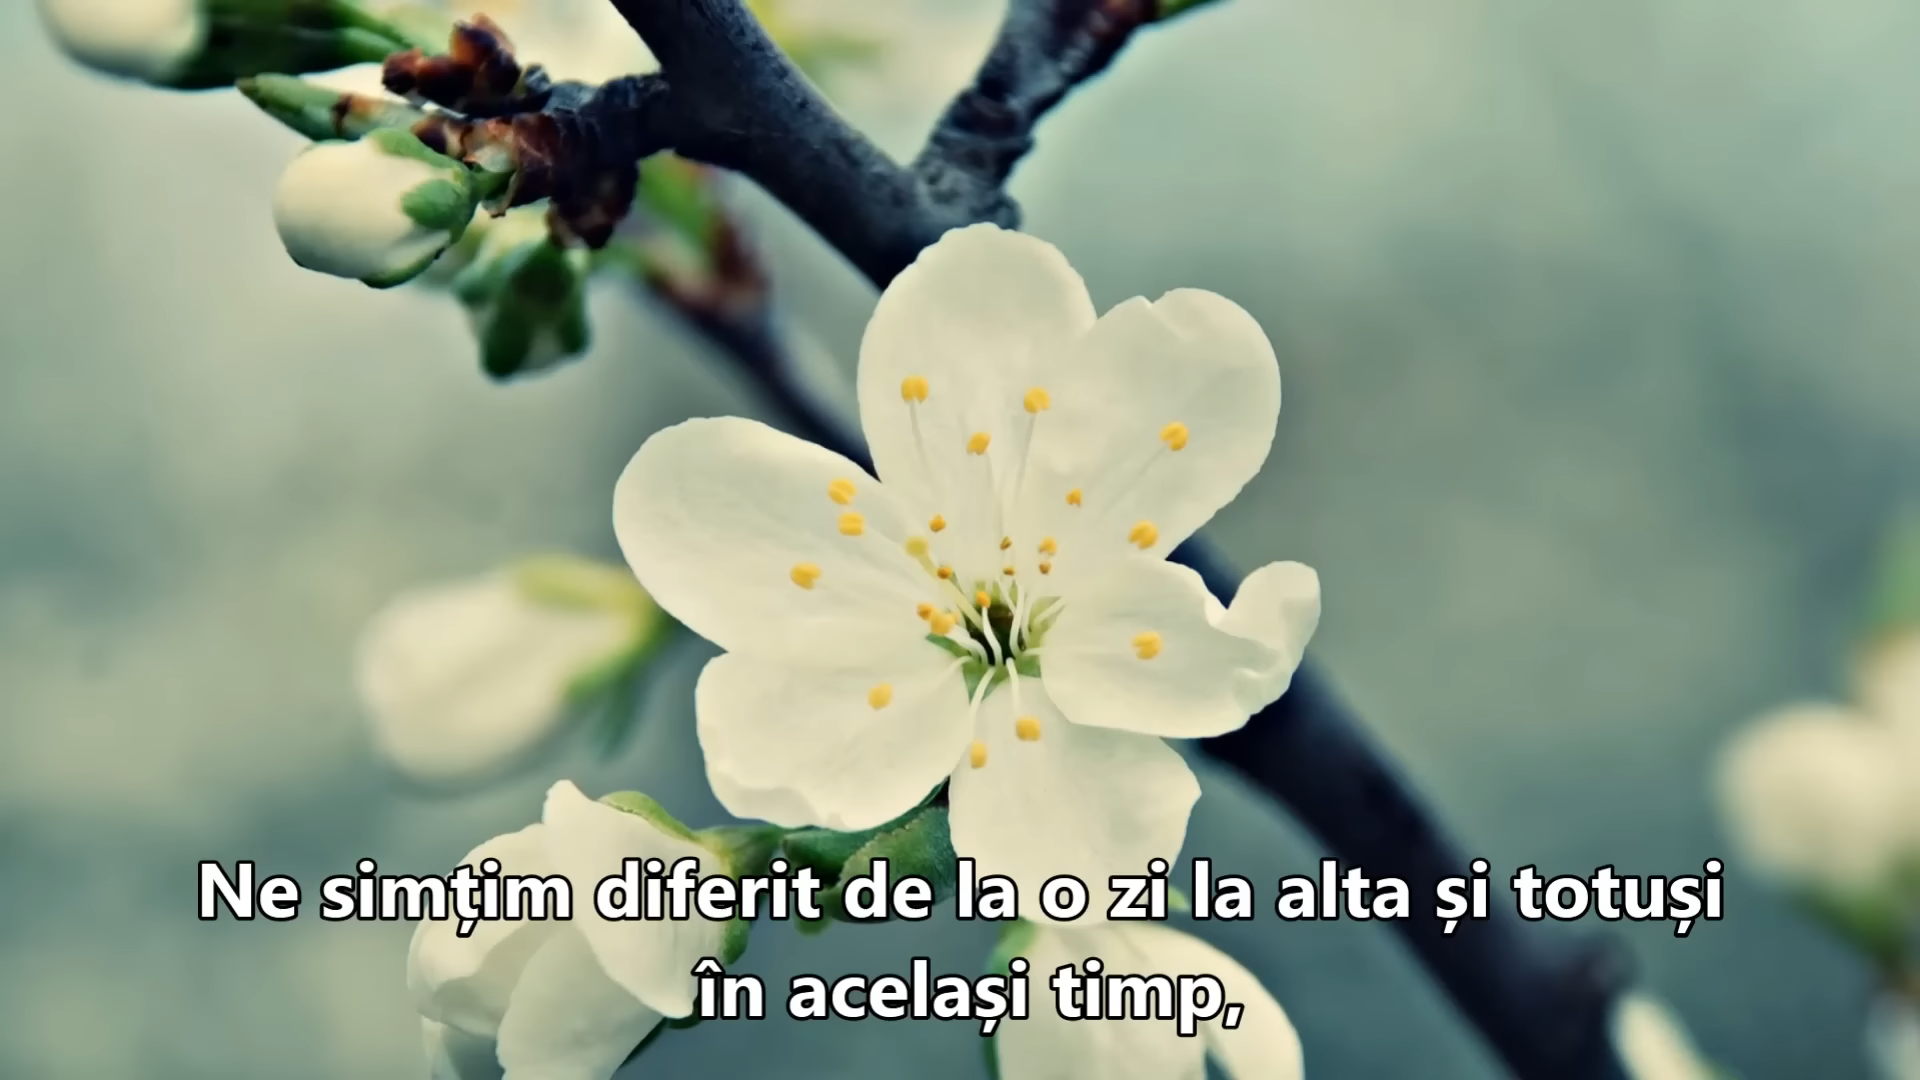 Ne simțim diferit de la o zi la alta și totuși
în același timp,